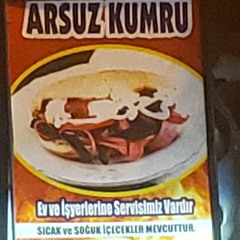 ARSUZ KUMRU
Ev ve İşyerlerine Servisimiz Vardır
SICAK ve SOĞUK İÇECEKLER MEVCUTTUR.